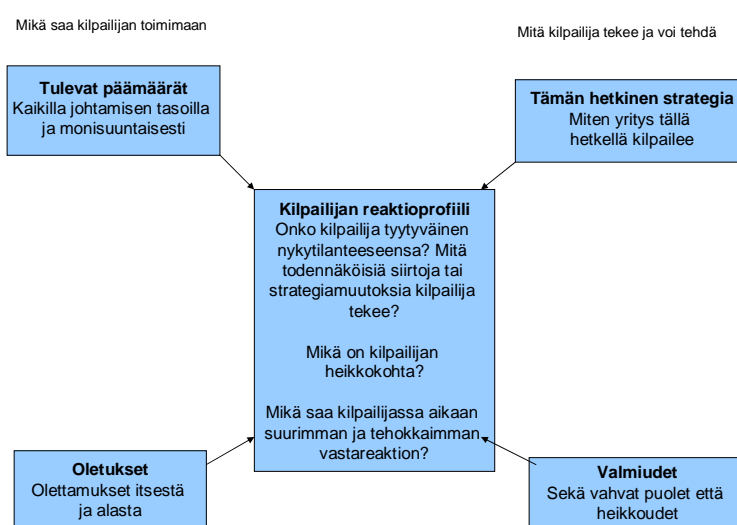 Mikä saa kilpailijan toimimaan
Mitä kilpailija tekee ja voi tehdä
Tulevat päämäärät
Kaikilla johtamisen tasoilla
ja monisuuntaisesti
Tämän hetkinen strategia
Miten yritys tällä
hetkellä kilpailee
Kilpailijan reaktioprofiili
Onko kilpailija tyytyväinen
nykytilanteeseensa? Mitä
todennäköisiä siirtoja tai
strategiamuutoksia kilpailija
tekee?
Mikä on kilpailijan
heikkokohta?
Mikä saa kilpailijassa aikaan
suurimman ja tehokkaimman
vastareaktion?
Oletukset
Olettamukset itsestä
ja alasta
Valmiudet
Sekä vahvat puolet että
heikkoudet